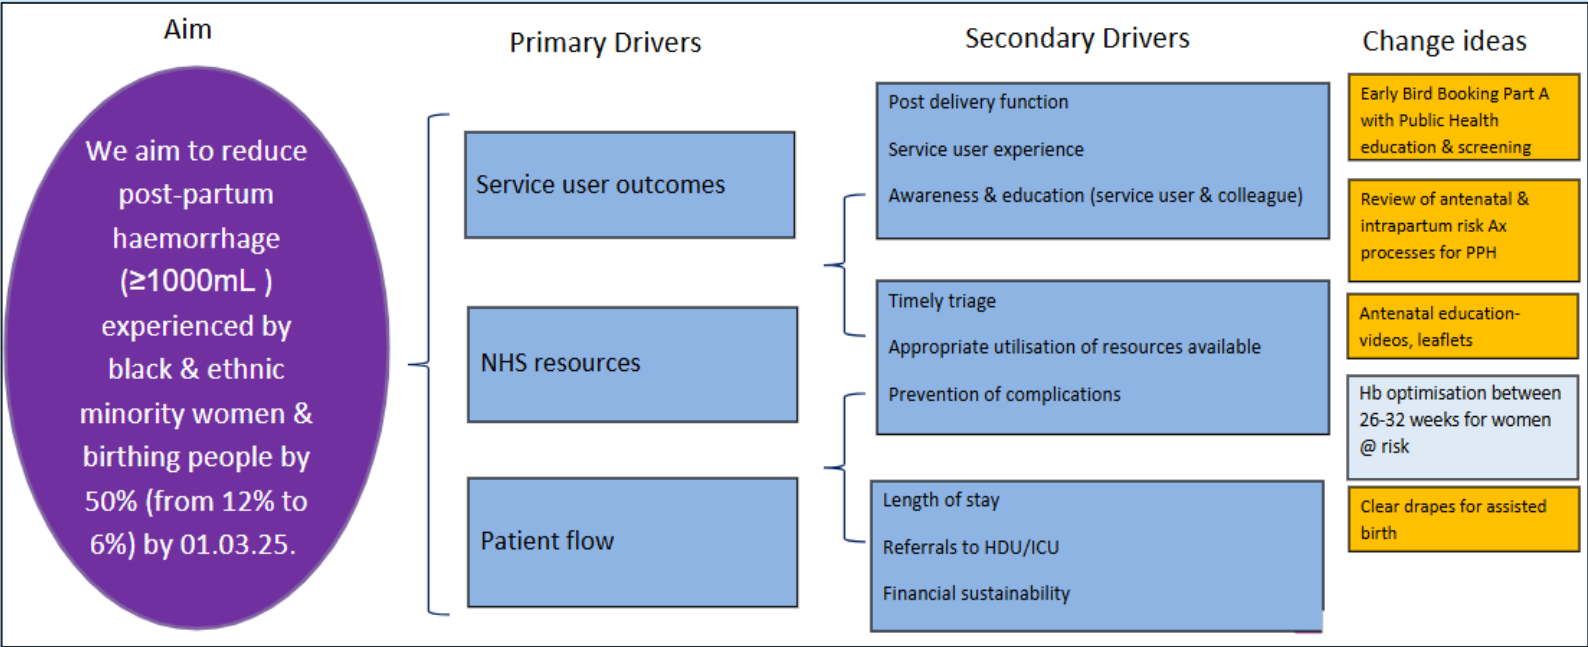 Aim
We aim to reduce
post-partum
haemorrhage
(≥1000mL )
experienced by
black & ethnic
minority women &
birthing people by
50% (from 12% to
6%) by 01.03.25.
Primary Drivers
Service user outcomes
NHS resources
Patient flow
Secondary Drivers
Post delivery function
Service user experience
Awareness & education (service user & colleague)
Timely triage
Appropriate utilisation of resources available
Prevention of complications
Length of stay
Referrals to HDU/ICU
Financial sustainability
Change ideas
Early Bird Booking Part A
with Public Health
education & screening
Review of antenatal &
intrapartum risk Ax
processes for PPH
Antenatal education-
videos, leaflets
Hb optimisation between
26-32 weeks for women
@ risk
Clear drapes for assisted
birth